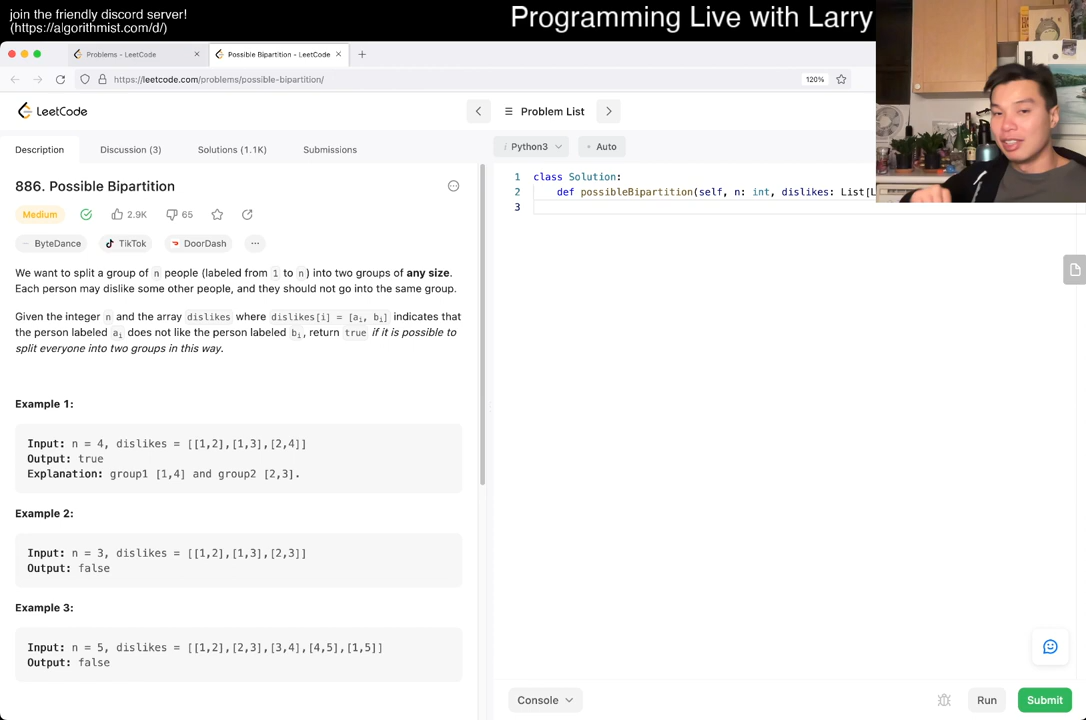 join the friendly discord server!
(https://algorithmist.com/d/)
Programming Live with Larry
Problems - LeetCode
Possible Bipartition - LeetCode
https://leetcode.com/problems/possible-bipartition/
120%
LeetCode
Problem List
Description
Discussion (3)
Solutions (1.1K)
Submissions
i Python3
Auto
886. Possible Bipartition
Medium
2.9K
65
ByteDance
TikTok
DoorDash
We want to split a group of n people (labeled from 1 to n) into two groups of any size.
Each person may dislike some other people, and they should not go into the same group.
Given the integer n and the array dislikes where dislikes[i] = [ai, bi] indicates that
the person labeled ai does not like the person labeled bi, return true if it is possible to
split everyone into two groups in this way.
Example 1:
Input: n = 4, dislikes = [[1,2],[1,3],[2,4]]
Output: true
Explanation: group1 [1,4] and group2 [2,3].
Example 2:
Input: n = 3, dislikes = [[1,2],[1,3],[2,3]]
Output: false
Example 3:
Input: n = 5, dislikes = [[1,2],[2,3],[3,4],[4,5],[1,5]]
Output: false
1 class Solution:
2 def possibleBipartition(self, n: int, dislikes: List[L
3
Console
Run
Submit